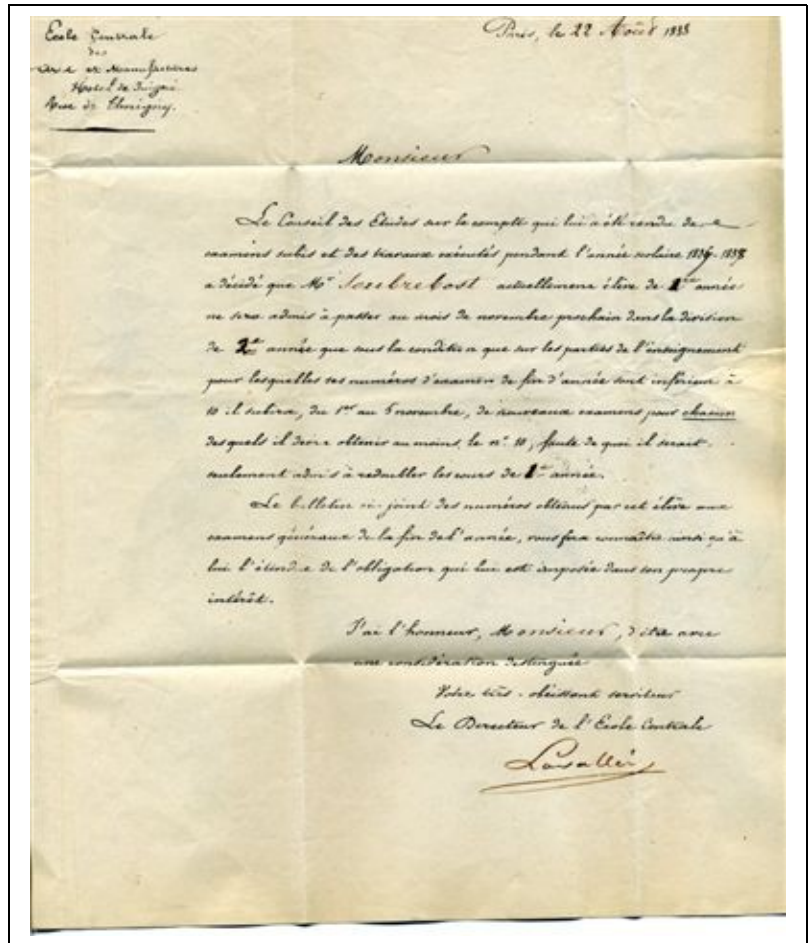 Ecole Centrale
des
Arts et Manufactures
Hôtel de Juigné
Rue de Thorigny.
Paris, le 22 Août 1838
Monsieur
Le Conseil des Etudes sur le compte qui lui a été rendu des
examens subis et des travaux exécutés pendant l'année scolaire 1837-1838
a décidé que Mr Soubrebost actuellement élève de 1re année
ne sera admis à passer au mois de novembre prochain dans la division
de 2e année que sous la condition que sur les parties de l'enseignement
pour lesquelles ses numéros d'examen de fin d'année sont inférieur à
10 il subira, du 1er au 5 novembre, de nouveaux examens pour chacun
desquels il devra obtenir au moins le n° 10, faute de quoi il serait
seulement admis à redoubler les cours de 1re année.
Le bulletin ci-joint des numéros obtenus par cet élève aux
examens généraux de la fin de l'année, vous fera connaître ainsi qu'à
lui l'étendue de l'obligation qui lui est imposée dans son propre
intérêt.
J'ai l'honneur, Monsieur, d'être avec
une considération distinguée
Votre très-obéissant serviteur
Le Directeur de l'Ecole Centrale
Lavallée